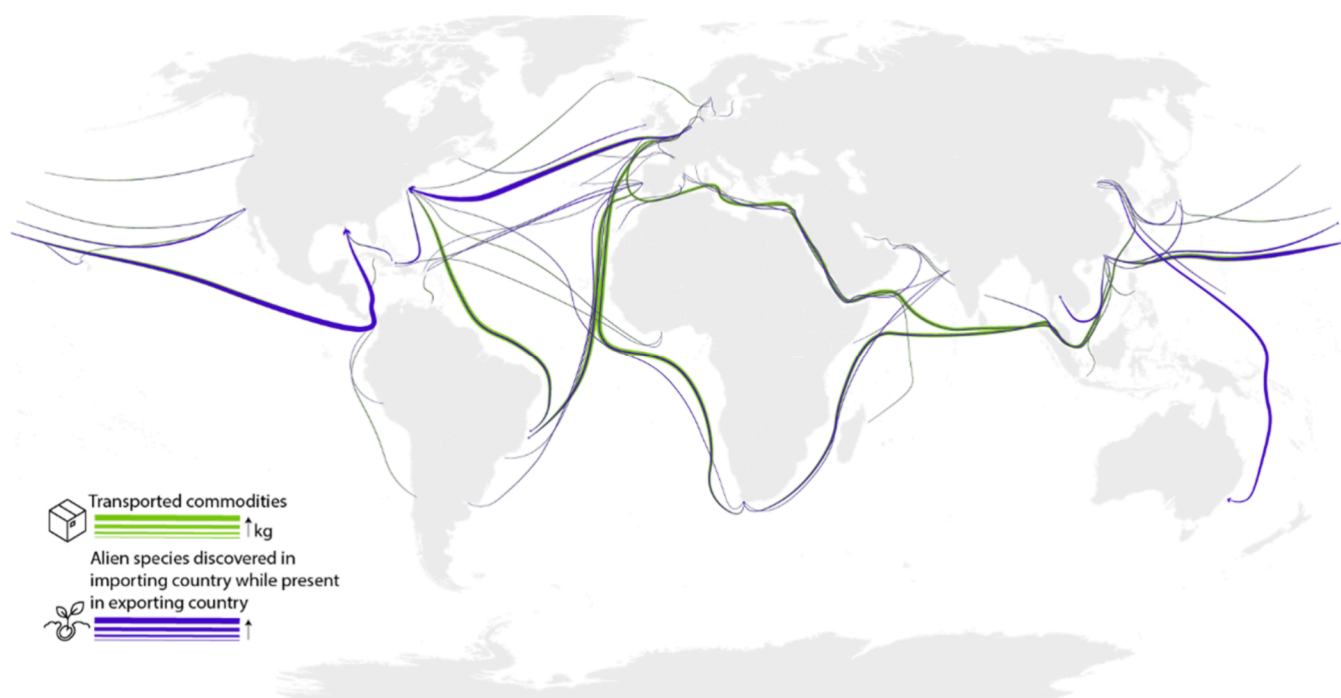 Transported commodities
kg
Alien species discovered in
importing country while present
in exporting country